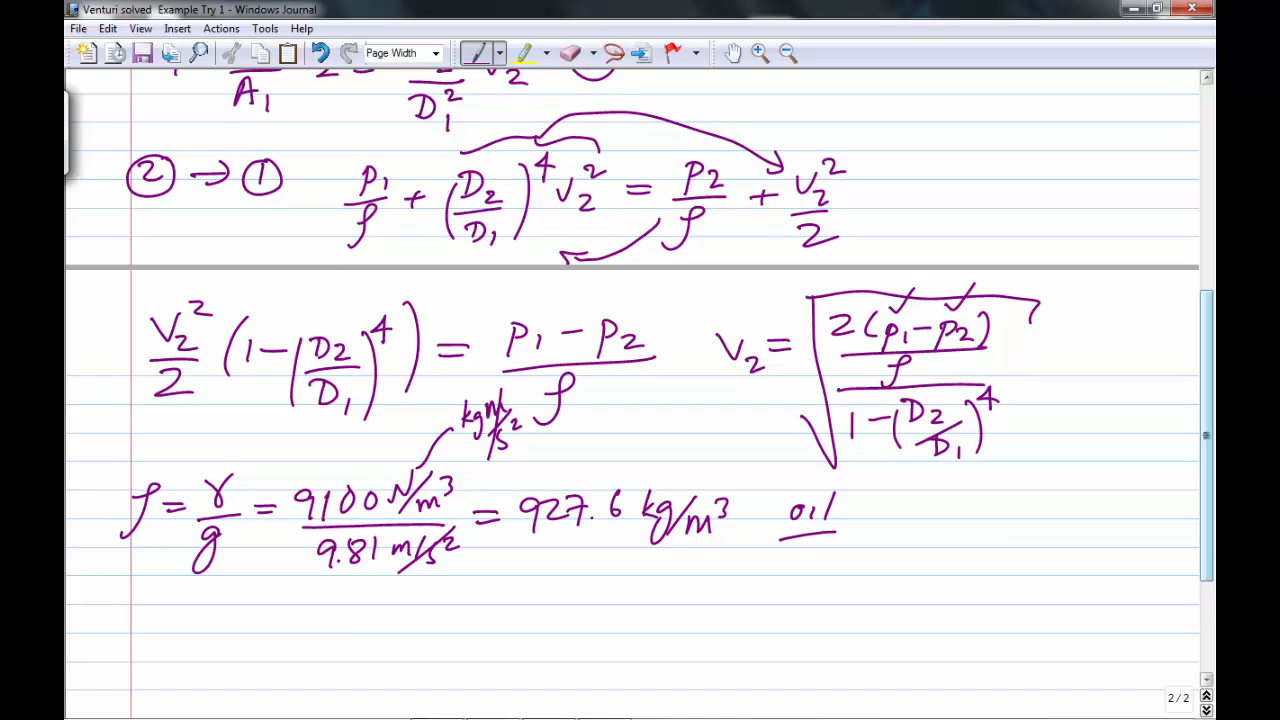 Venturi solved Example Try 1 - Windows Journal
File Edit View Insert Actions Tools Help
Page Width
A₁ 2 = D₁² V₂
② → ① p₁/ρ + (D₂/D₁)⁴ V₂² = p₂/ρ + V₂²/2
V₂²/2 (1 - (D₂/D₁)⁴) = p₁ - p₂/ρ V₂ = √(2(p₁-p₂)/ρ / 1-(D₂/D₁)⁴)
kgm/s²
ρ = γ/g = 9100 N/m³ / 9.81 m/s² = 927.6 kg/m³ oil
2/2